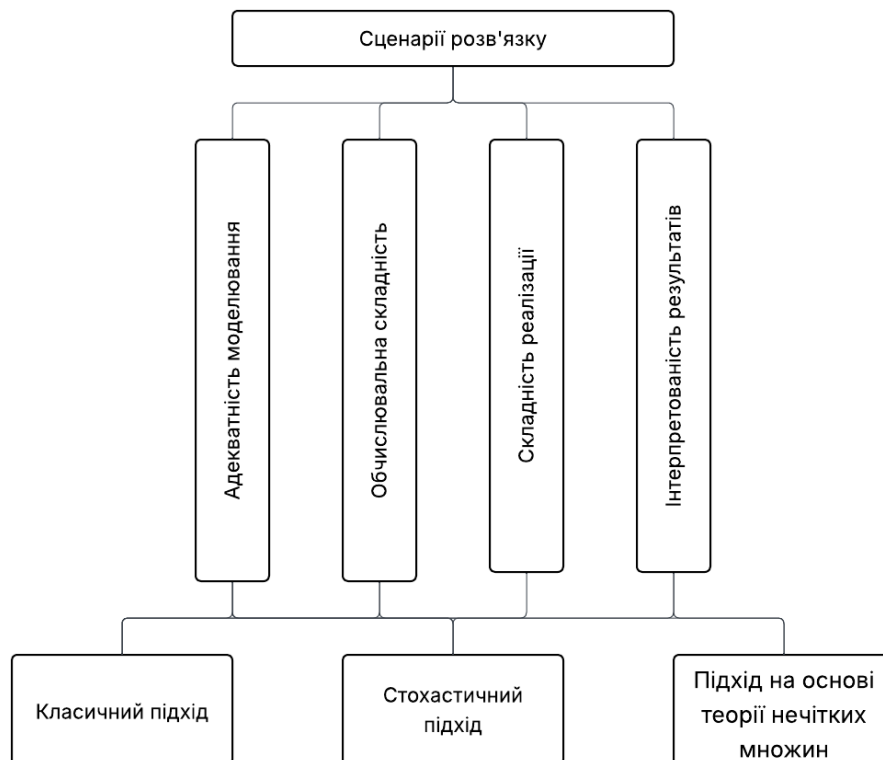 Сценарії розв'язку
Адекватність моделювання
Обчислювальна складність
Складність реалізації
Інтерпретованість результатів
Класичний підхід
Стохастичний
підхід
Підхід на основі
теорії нечітких
множин